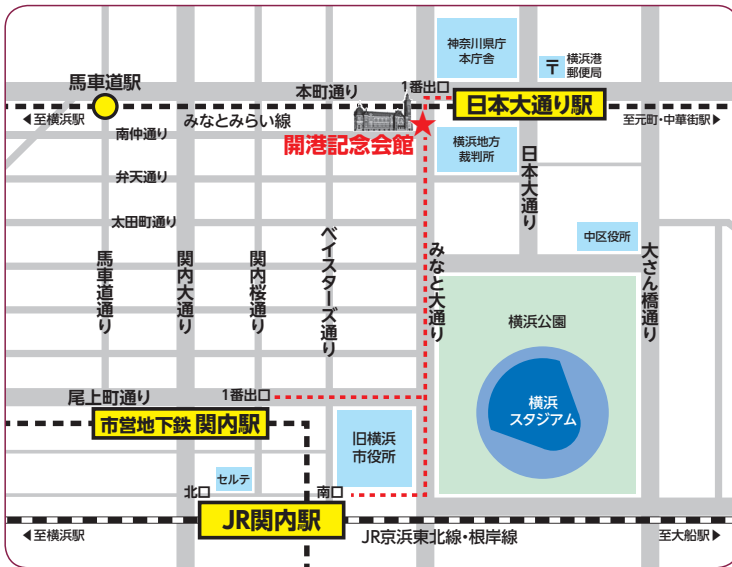 神奈川県庁
本庁舎
〒
横浜港
郵便局
馬車道駅
本町通り
1番出口
日本大通り駅
◀至横浜駅
みなとみらい線
至元町・中華街駅▶
南仲通り
開港記念会館
横浜地方
裁判所
日本大通り
弁天通り
太田町通り
中区役所
馬車道通り
関内大通り
関内桜通り
ベイスターズ通り
みなと大通り
大さん橋通り
横浜公園
横浜
スタジアム
尾上町通り
1番出口
市営地下鉄 関内駅
旧横浜
市役所
セルテ
北口
南口
JR関内駅
◀至横浜駅
JR京浜東北線・根岸線
至大船駅▶